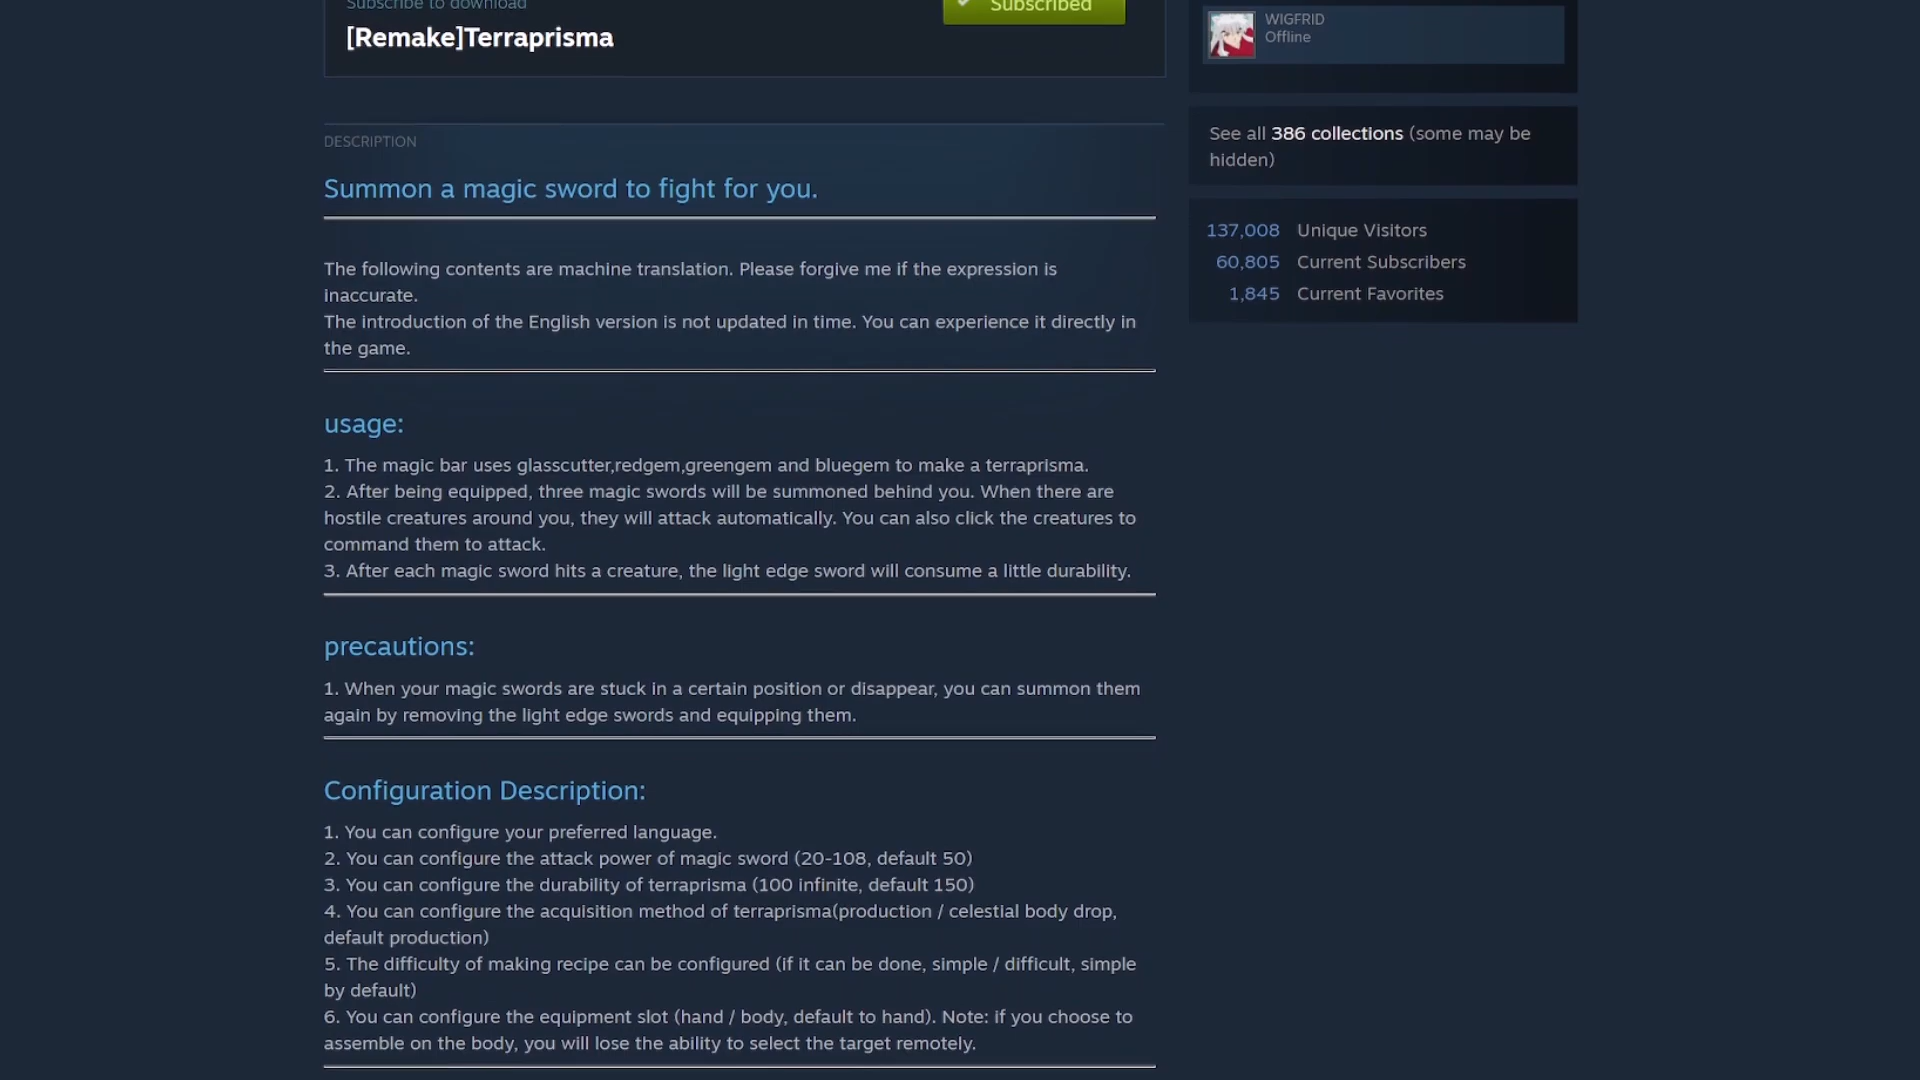 Subscribe to download
Subscribed
[Remake]Terraprisma
DESCRIPTION
Summon a magic sword to fight for you.
The following contents are machine translation. Please forgive me if the expression is
inaccurate.
The introduction of the English version is not updated in time. You can experience it directly in
the game.
usage:
1. The magic bar uses glasscutter,redgem,greengem and bluegem to make a terraprisma.
2. After being equipped, three magic swords will be summoned behind you. When there are
hostile creatures around you, they will attack automatically. You can also click the creatures to
command them to attack.
3. After each magic sword hits a creature, the light edge sword will consume a little durability.
precautions:
1. When your magic swords are stuck in a certain position or disappear, you can summon them
again by removing the light edge swords and equipping them.
Configuration Description:
1. You can configure your preferred language.
2. You can configure the attack power of magic sword (20-108, default 50)
3. You can configure the durability of terraprisma (100 infinite, default 150)
4. You can configure the acquisition method of terraprisma(production / celestial body drop,
default production)
5. The difficulty of making recipe can be configured (if it can be done, simple / difficult, simple
by default)
6. You can configure the equipment slot (hand / body, default to hand). Note: if you choose to
assemble on the body, you will lose the ability to select the target remotely.
WIGFRID
Offline
See all 386 collections (some may be
hidden)
137,008 Unique Visitors
60,805 Current Subscribers
1,845 Current Favorites